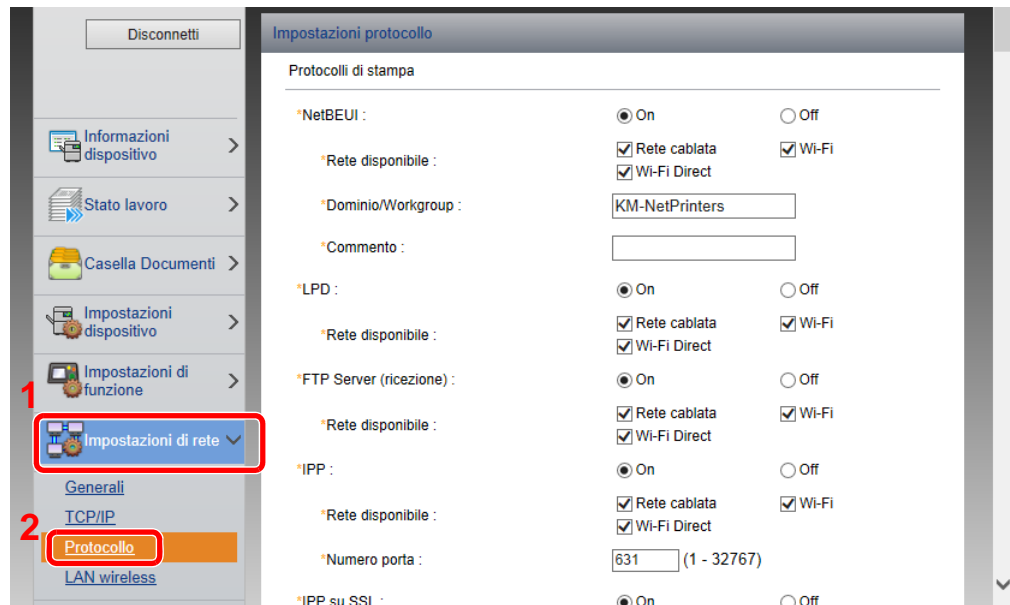 Disconnetti
Informazioni
dispositivo
Stato lavoro
Casella Documenti
Impostazioni
dispositivo
Impostazioni di
funzione
1
Impostazioni di rete
Generali
TCP/IP
2
Protocollo
LAN wireless
Impostazioni protocollo
Protocolli di stampa
*NetBEUI : On Off
*Rete disponibile : Rete cablata Wi-Fi
Wi-Fi Direct
*Dominio/Workgroup : KM-NetPrinters
*Commento :
*LPD : On Off
*Rete disponibile : Rete cablata Wi-Fi
Wi-Fi Direct
*FTP Server (ricezione) : On Off
*Rete disponibile : Rete cablata Wi-Fi
Wi-Fi Direct
*IPP : On Off
*Rete disponibile : Rete cablata Wi-Fi
Wi-Fi Direct
*Numero porta : 631 (1 - 32767)
*IPP su SSL : On Off